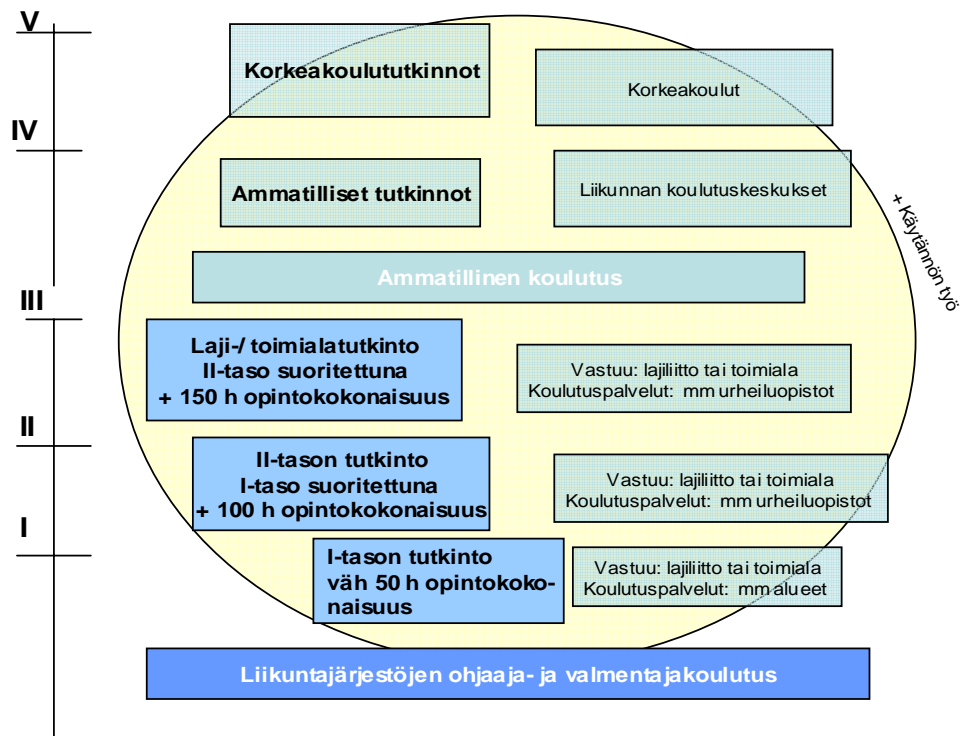 V
Korkeakoulututkinnot
Korkeakoulut
IV
Ammatilliset tutkinnot
Liikunnan koulutuskeskukset
+ Käytännön työ
Ammatillinen koulutus
III
Laji-/ toimialatutkinto
II-taso suoritettuna
+ 150 h opintokokonaisuus
Vastuu: lajiliitto tai toimiala
Koulutuspalvelut: mm urheiluopistot
II
II-tason tutkinto
I-taso suoritettuna
+ 100 h opintokokonaisuus
Vastuu: lajiliitto tai toimiala
Koulutuspalvelut: mm urheiluopistot
I
I-tason tutkinto
väh 50 h opintokoko-
naisuus
Vastuu: lajiliitto tai toimiala
Koulutuspalvelut: mm alueet
Liikuntajärjestöjen ohjaaja- ja valmentajakoulutus